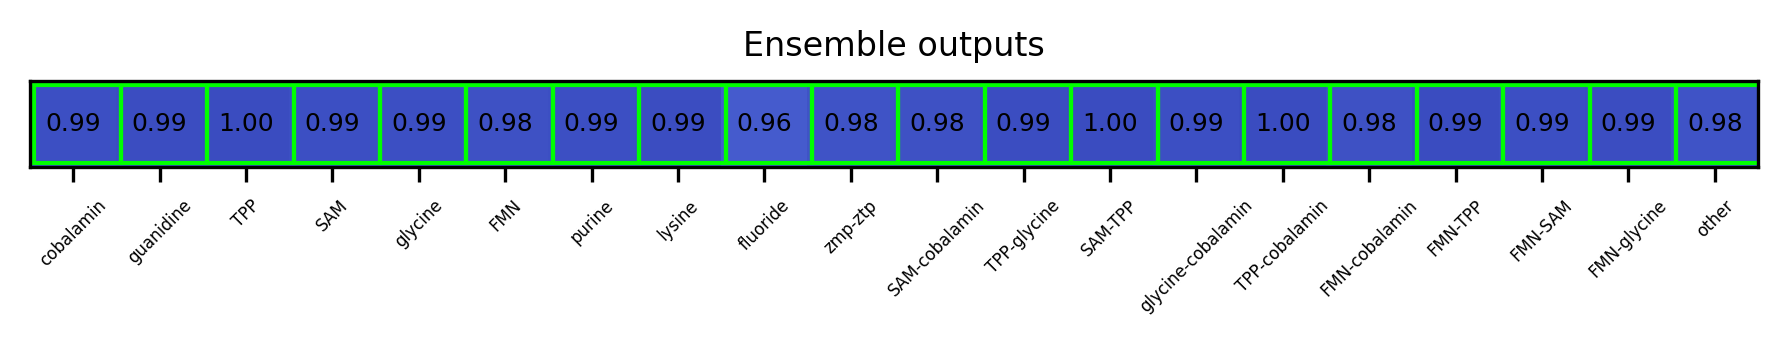 Ensemble outputs
0.99 0.99 1.00 0.99 0.99 0.98 0.99 0.99 0.96 0.98 0.98 0.99 1.00 0.99 1.00 0.98 0.99 0.99 0.99 0.98
cobalamin guanidine TPP SAM glycine FMN purine lysine fluoride zmp-ztp SAM-cobalamin TPP-glycine SAM-TPP glycine-cobalamin TPP-cobalamin FMN-cobalamin FMN-TPP FMN-SAM FMN-glycine other